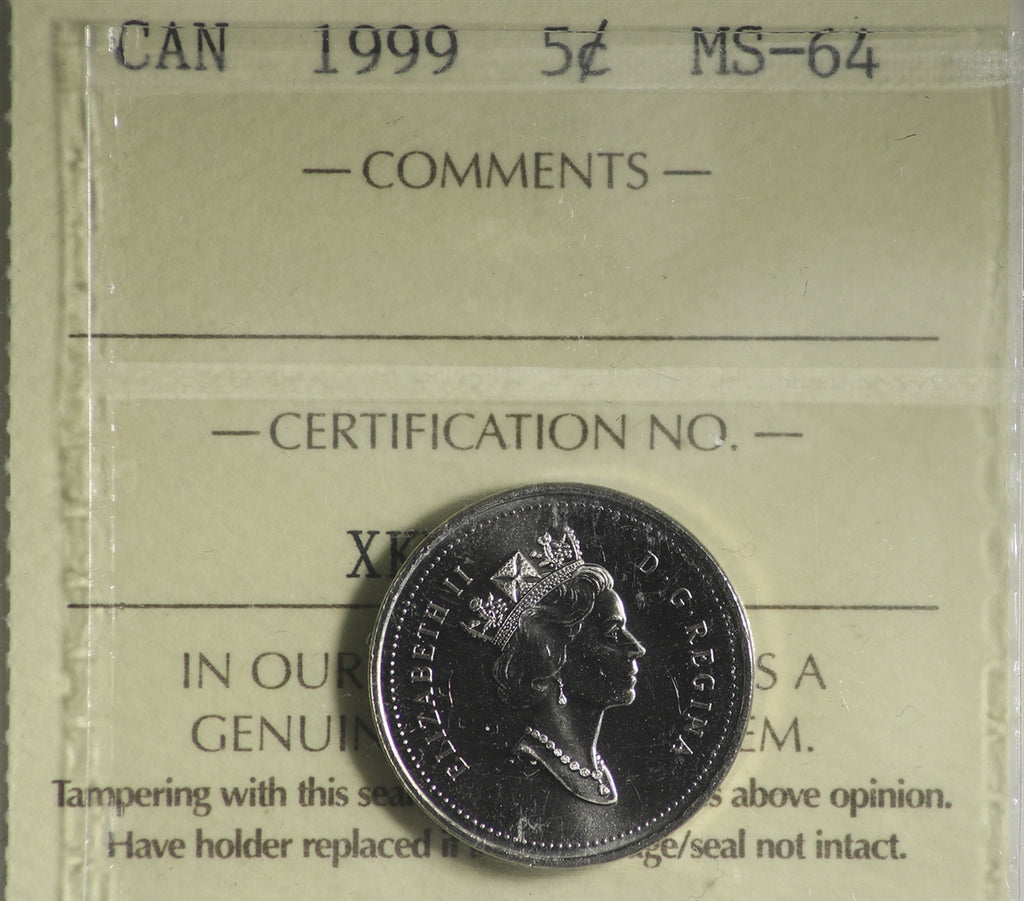 CAN 1999 5¢ MS-64
— COMMENTS —
— CERTIFICATION NO. —
XK
IN OUR S A
GENUIN EM.
Tampering with this sea s above opinion.
Have holder replaced if ge/seal not intact.
ELIZABETH II D·G·REGINA